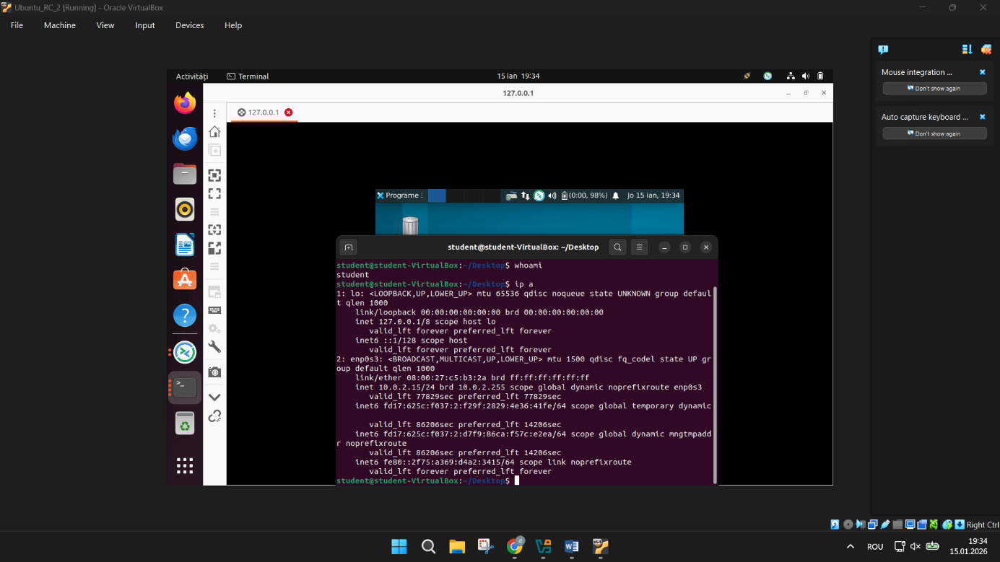 Ubuntu_RC_2 [Running] - Oracle VirtualBox
File Machine View Input Devices Help
Mouse integration ...
Don't show again
Auto capture keyboard ...
Don't show again
Activități Terminal 15 ian 19:34
127.0.0.1
127.0.0.1
Programe (0:00, 98%) Jo 15 ian, 19:34
student@student-VirtualBox: ~/Desktop
student@student-VirtualBox:~/Desktop$ whoami
student
student@student-VirtualBox:~/Desktop$ ip a
1: lo: <LOOPBACK,UP,LOWER_UP> mtu 65536 qdisc noqueue state UNKNOWN group defaul
t qlen 1000
link/loopback 00:00:00:00:00:00 brd 00:00:00:00:00:00
inet 127.0.0.1/8 scope host lo
valid_lft forever preferred_lft forever
inet6 ::1/128 scope host
valid_lft forever preferred_lft forever
2: enp0s3: <BROADCAST,MULTICAST,UP,LOWER_UP> mtu 1500 qdisc fq_codel state UP gr
oup default qlen 1000
link/ether 08:00:27:c5:b3:2a brd ff:ff:ff:ff:ff:ff
inet 10.0.2.15/24 brd 10.0.2.255 scope global dynamic noprefixroute enp0s3
valid_lft 77829sec preferred_lft 77829sec
inet6 fd17:625c:f037:2:f29f:2829:4e36:41fe/64 scope global temporary dynamic
valid_lft 86206sec preferred_lft 14206sec
inet6 fd17:625c:f037:2:d7f9:86ca:f57c:e2ea/64 scope global dynamic mngtmpadd
r noprefixroute
valid_lft 86206sec preferred_lft 14206sec
inet6 fe80::2f75:a369:d4a2:3415/64 scope link noprefixroute
valid_lft forever preferred_lft forever
student@student-VirtualBox:~/Desktop$
Right Ctrl
ROU
19:34
15.01.2026